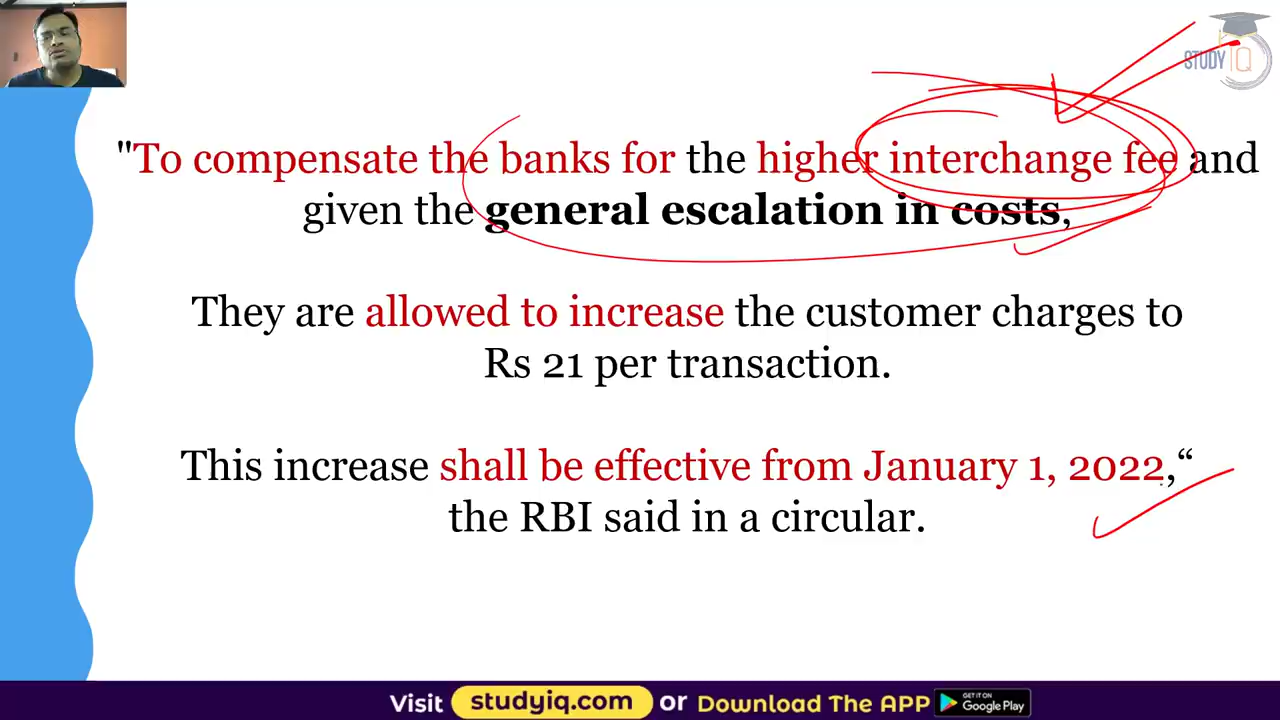 STUDY IQ
"To compensate the banks for the higher interchange fee and
given the general escalation in costs,
They are allowed to increase the customer charges to
Rs 21 per transaction.
This increase shall be effective from January 1, 2022,“
the RBI said in a circular.
Visit studyiq.com or Download The APP GET IT ON Google Play